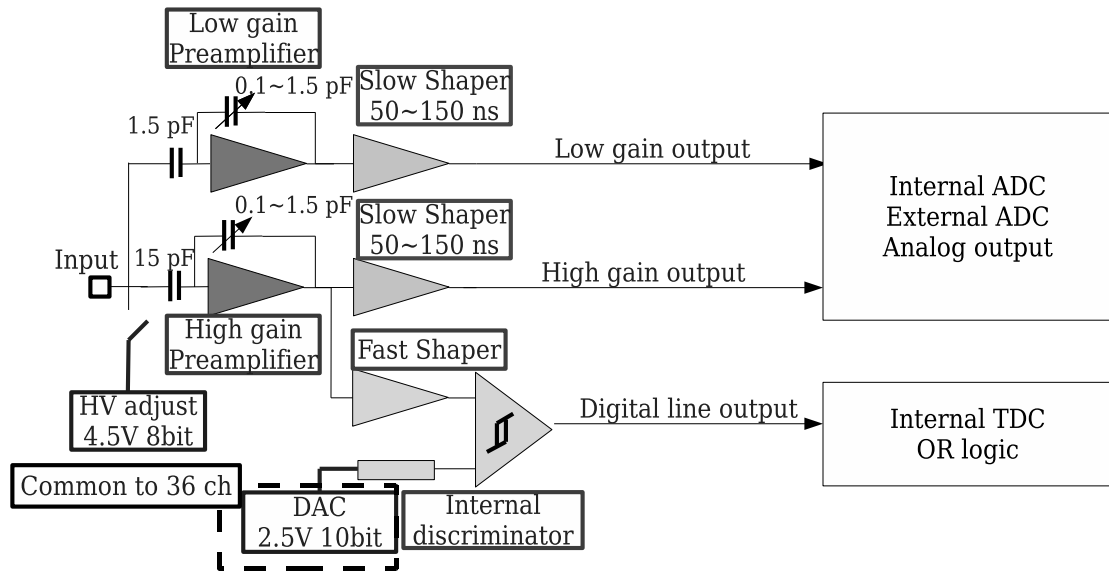 Low gain
Preamplifier
0.1~1.5 pF
Slow Shaper
50~150 ns
1.5 pF
Low gain output
Internal ADC
External ADC
Analog output
0.1~1.5 pF
Slow Shaper
50~150 ns
Input
15 pF
High gain output
High gain
Preamplifier
Fast Shaper
HV adjust
4.5V 8bit
Digital line output
Internal TDC
OR logic
Common to 36 ch
DAC
2.5V 10bit
Internal
discriminator